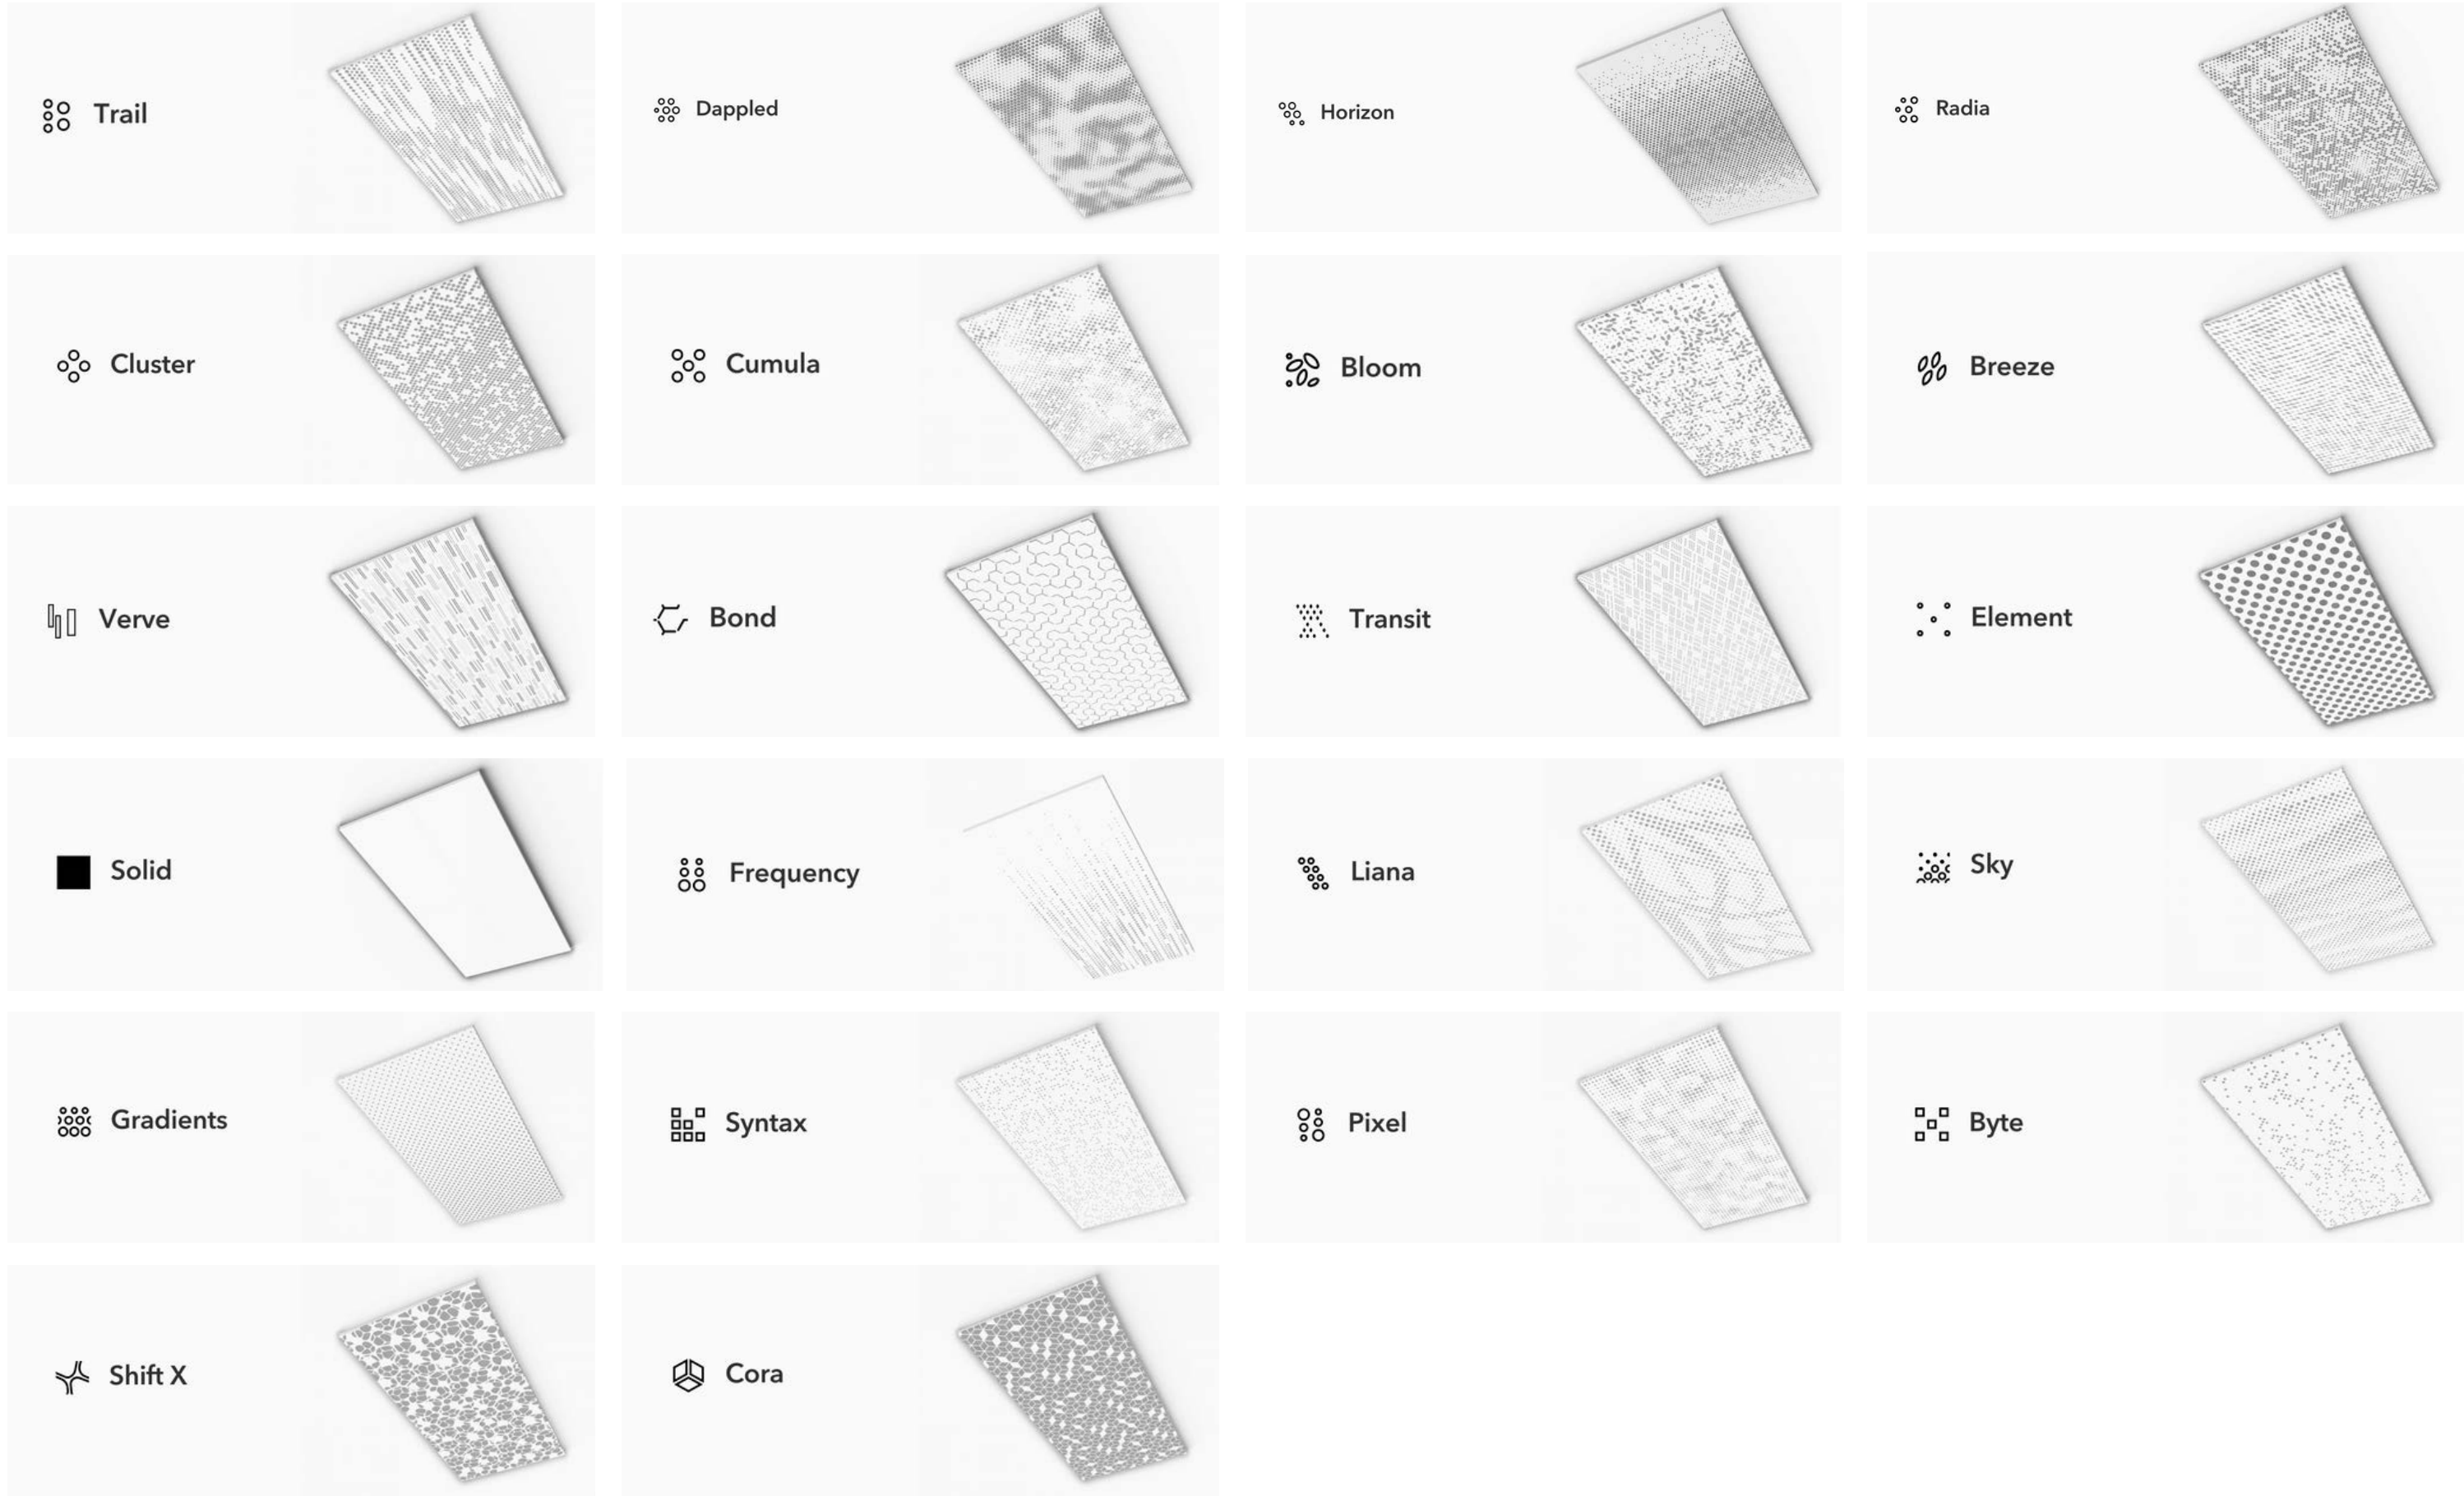 Trail
Dappled
Horizon
Radia
Cluster
Cumula
Bloom
Breeze
Verve
Bond
Transit
Element
Solid
Frequency
Liana
Sky
Gradients
Syntax
Pixel
Byte
Shift X
Cora